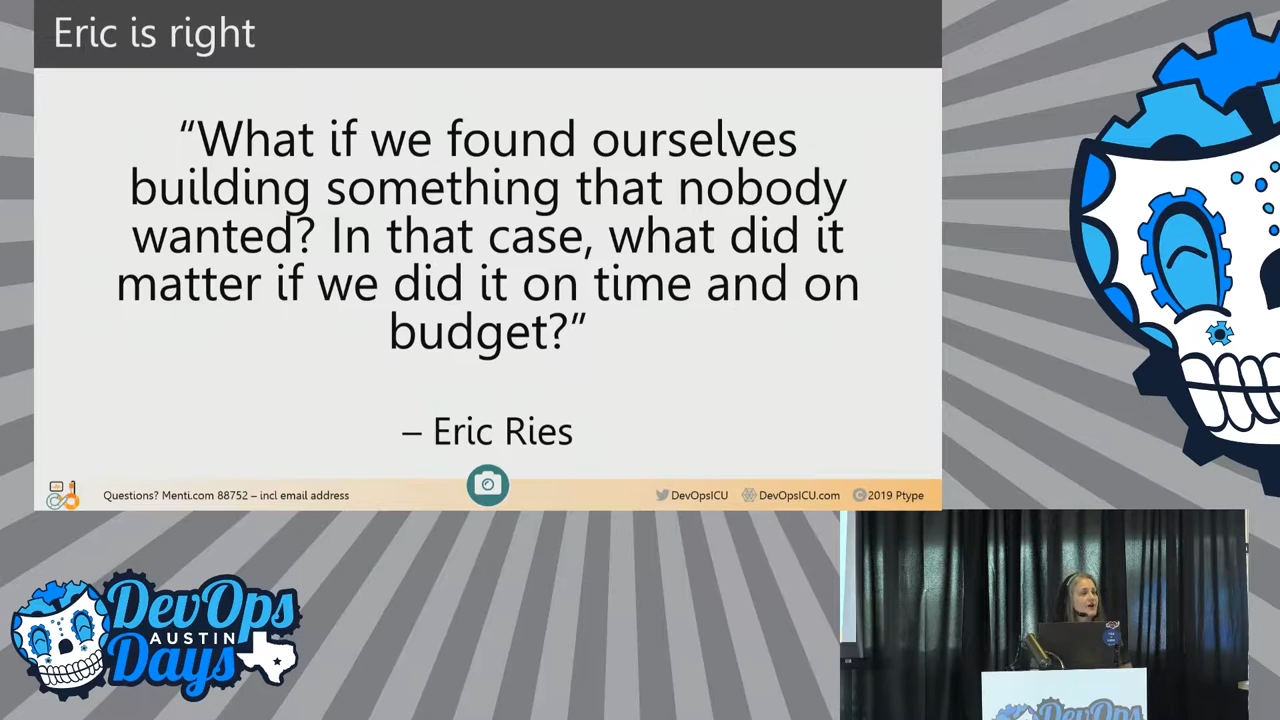 Eric is right
“What if we found ourselves
building something that nobody
wanted? In that case, what did it
matter if we did it on time and on
budget?”
– Eric Ries
Questions? Menti.com 88752 – incl email address
DevOpsICU
DevOpsICU.com
©2019 Ptype
DevOps
AUSTIN
Days
DevOps